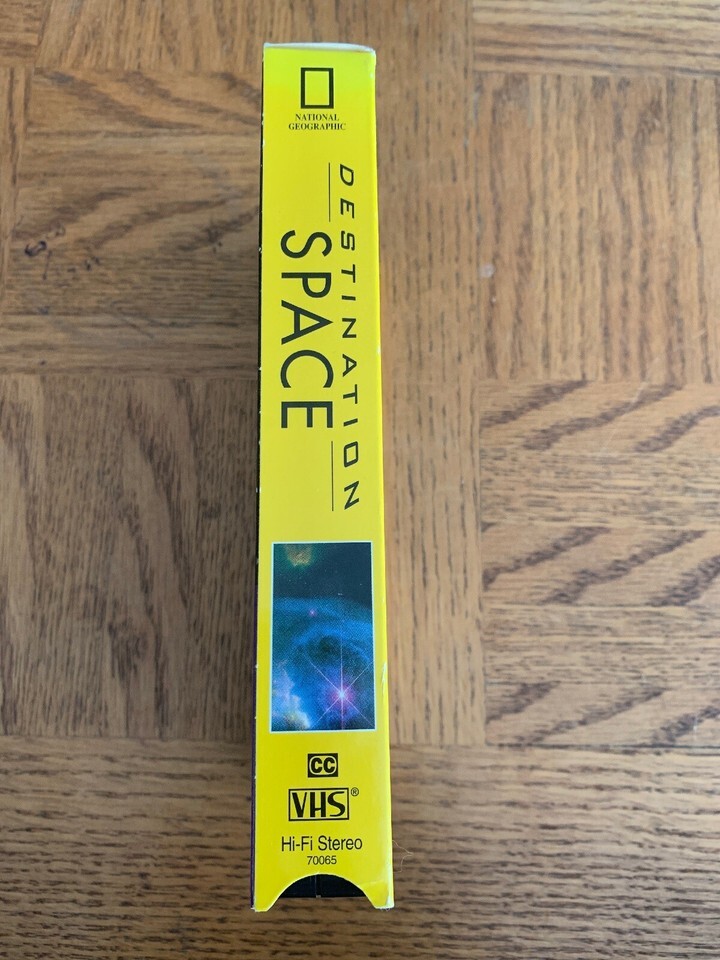 NATIONAL
GEOGRAPHIC
DESTINATION
SPACE
CC
VHS®
Hi-Fi Stereo
70065